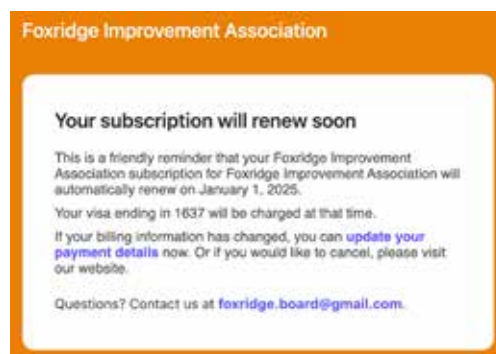 Foxridge Improvement Association
Your subscription will renew soon
This is a friendly reminder that your Foxridge Improvement
Association subscription for Foxridge Improvement Association will
automatically renew on January 1, 2025.
Your visa ending in 1637 will be charged at that time.
If your billing information has changed, you can update your
payment details now. Or if you would like to cancel, please visit
our website.
Questions? Contact us at foxridge.board@gmail.com.